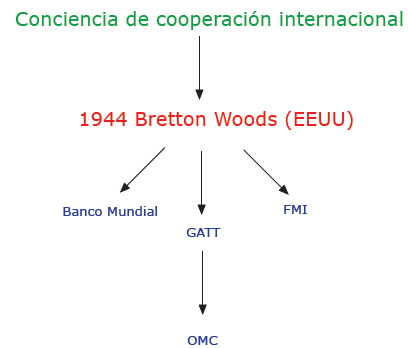 Conciencia de cooperación internacional
1944 Bretton Woods (EEUU)
Banco Mundial
GATT
FMI
OMC